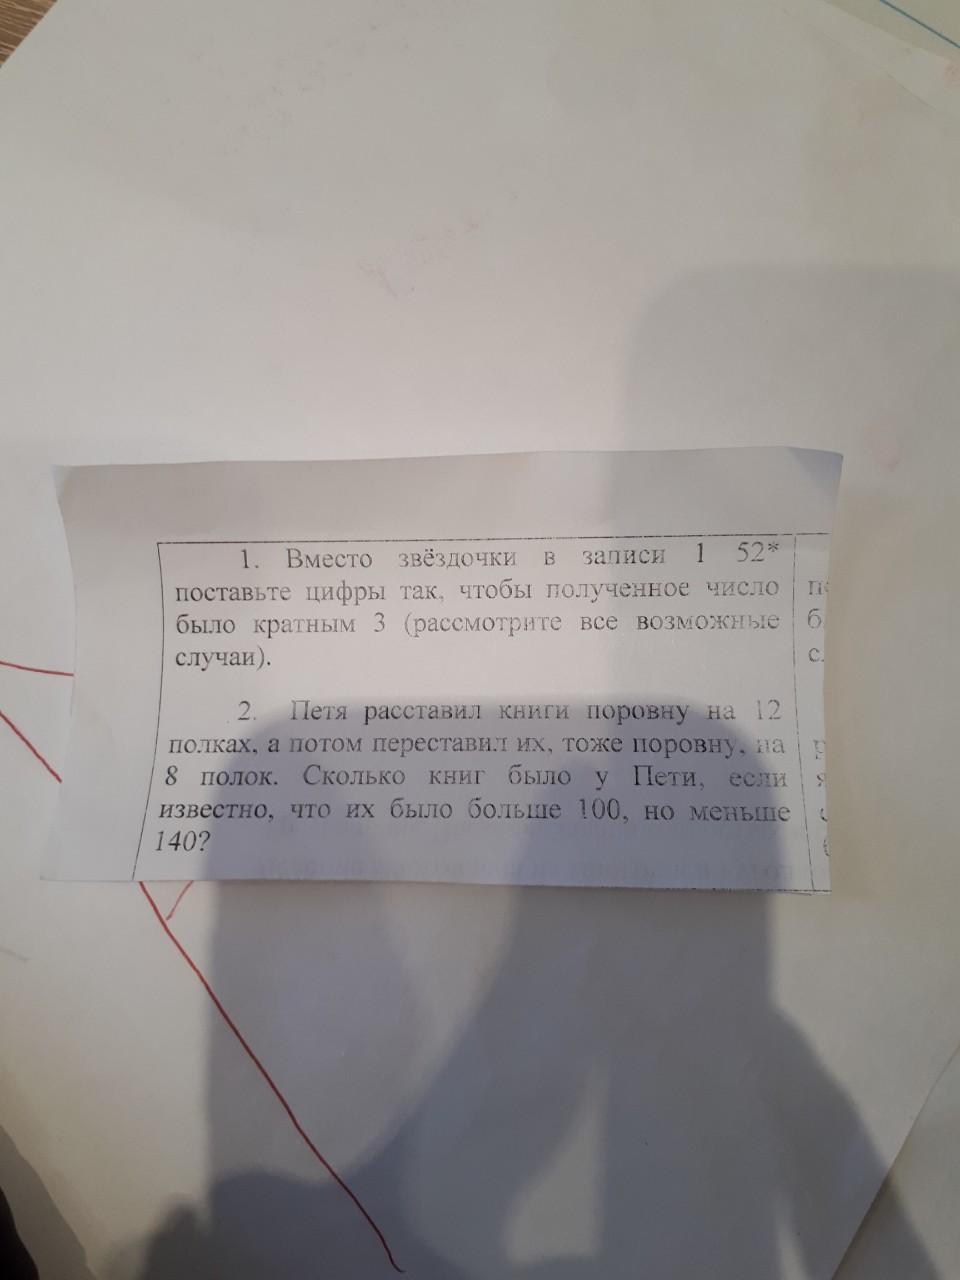 1. Вместо звёздочки в записи 1 52*
поставьте цифры так, чтобы полученное число
было кратным 3 (рассмотрите все возможные
случаи).
2. Петя расставил книги поровну на 12
полках, а потом переставил их, тоже поровну, на
8 полок. Сколько книг было у Пети, если
известно, что их было больше 100, но меньше
140?